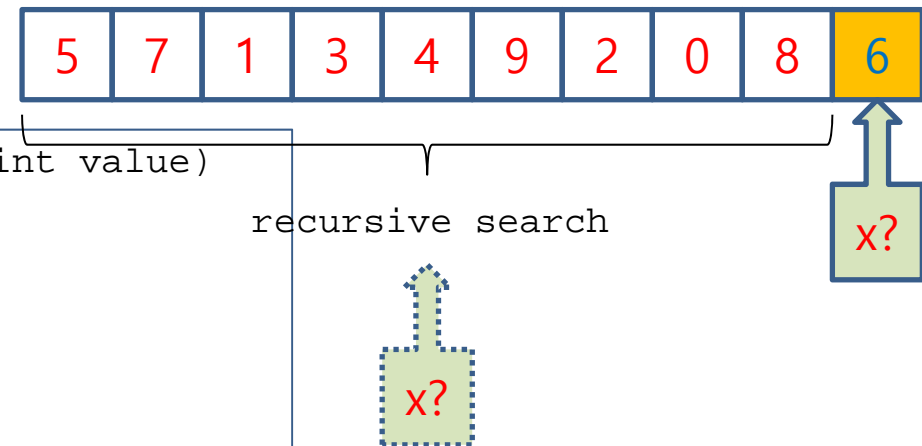 5 7 1 3 4 9 2 0 8 6
int value)
recursive search
x?
x?